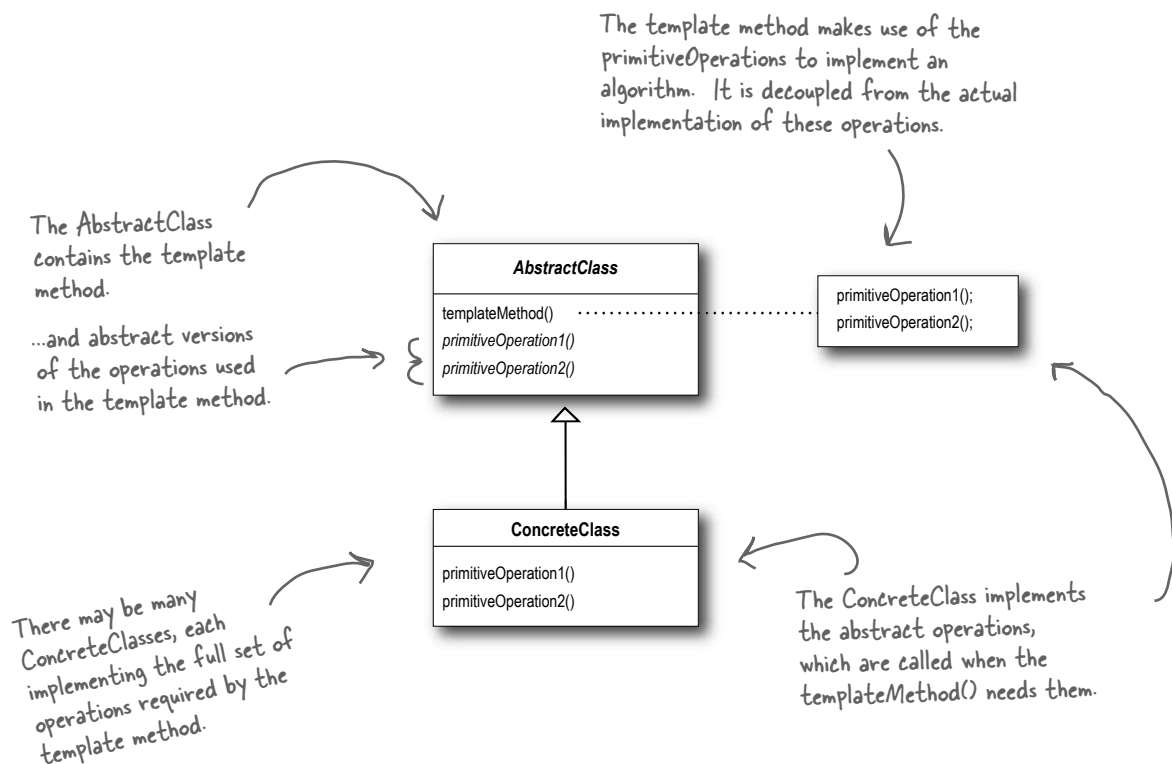 The template method makes use of the
primitiveOperations to implement an
algorithm. It is decoupled from the actual
implementation of these operations.
The AbstractClass
contains the template
method.
...and abstract versions
of the operations used
in the template method.
AbstractClass
templateMethod()
primitiveOperation1()
primitiveOperation2()
primitiveOperation1();
primitiveOperation2();
ConcreteClass
primitiveOperation1()
primitiveOperation2()
There may be many
ConcreteClasses, each
implementing the full set of
operations required by the
template method.
The ConcreteClass implements
the abstract operations,
which are called when the
templateMethod() needs them.